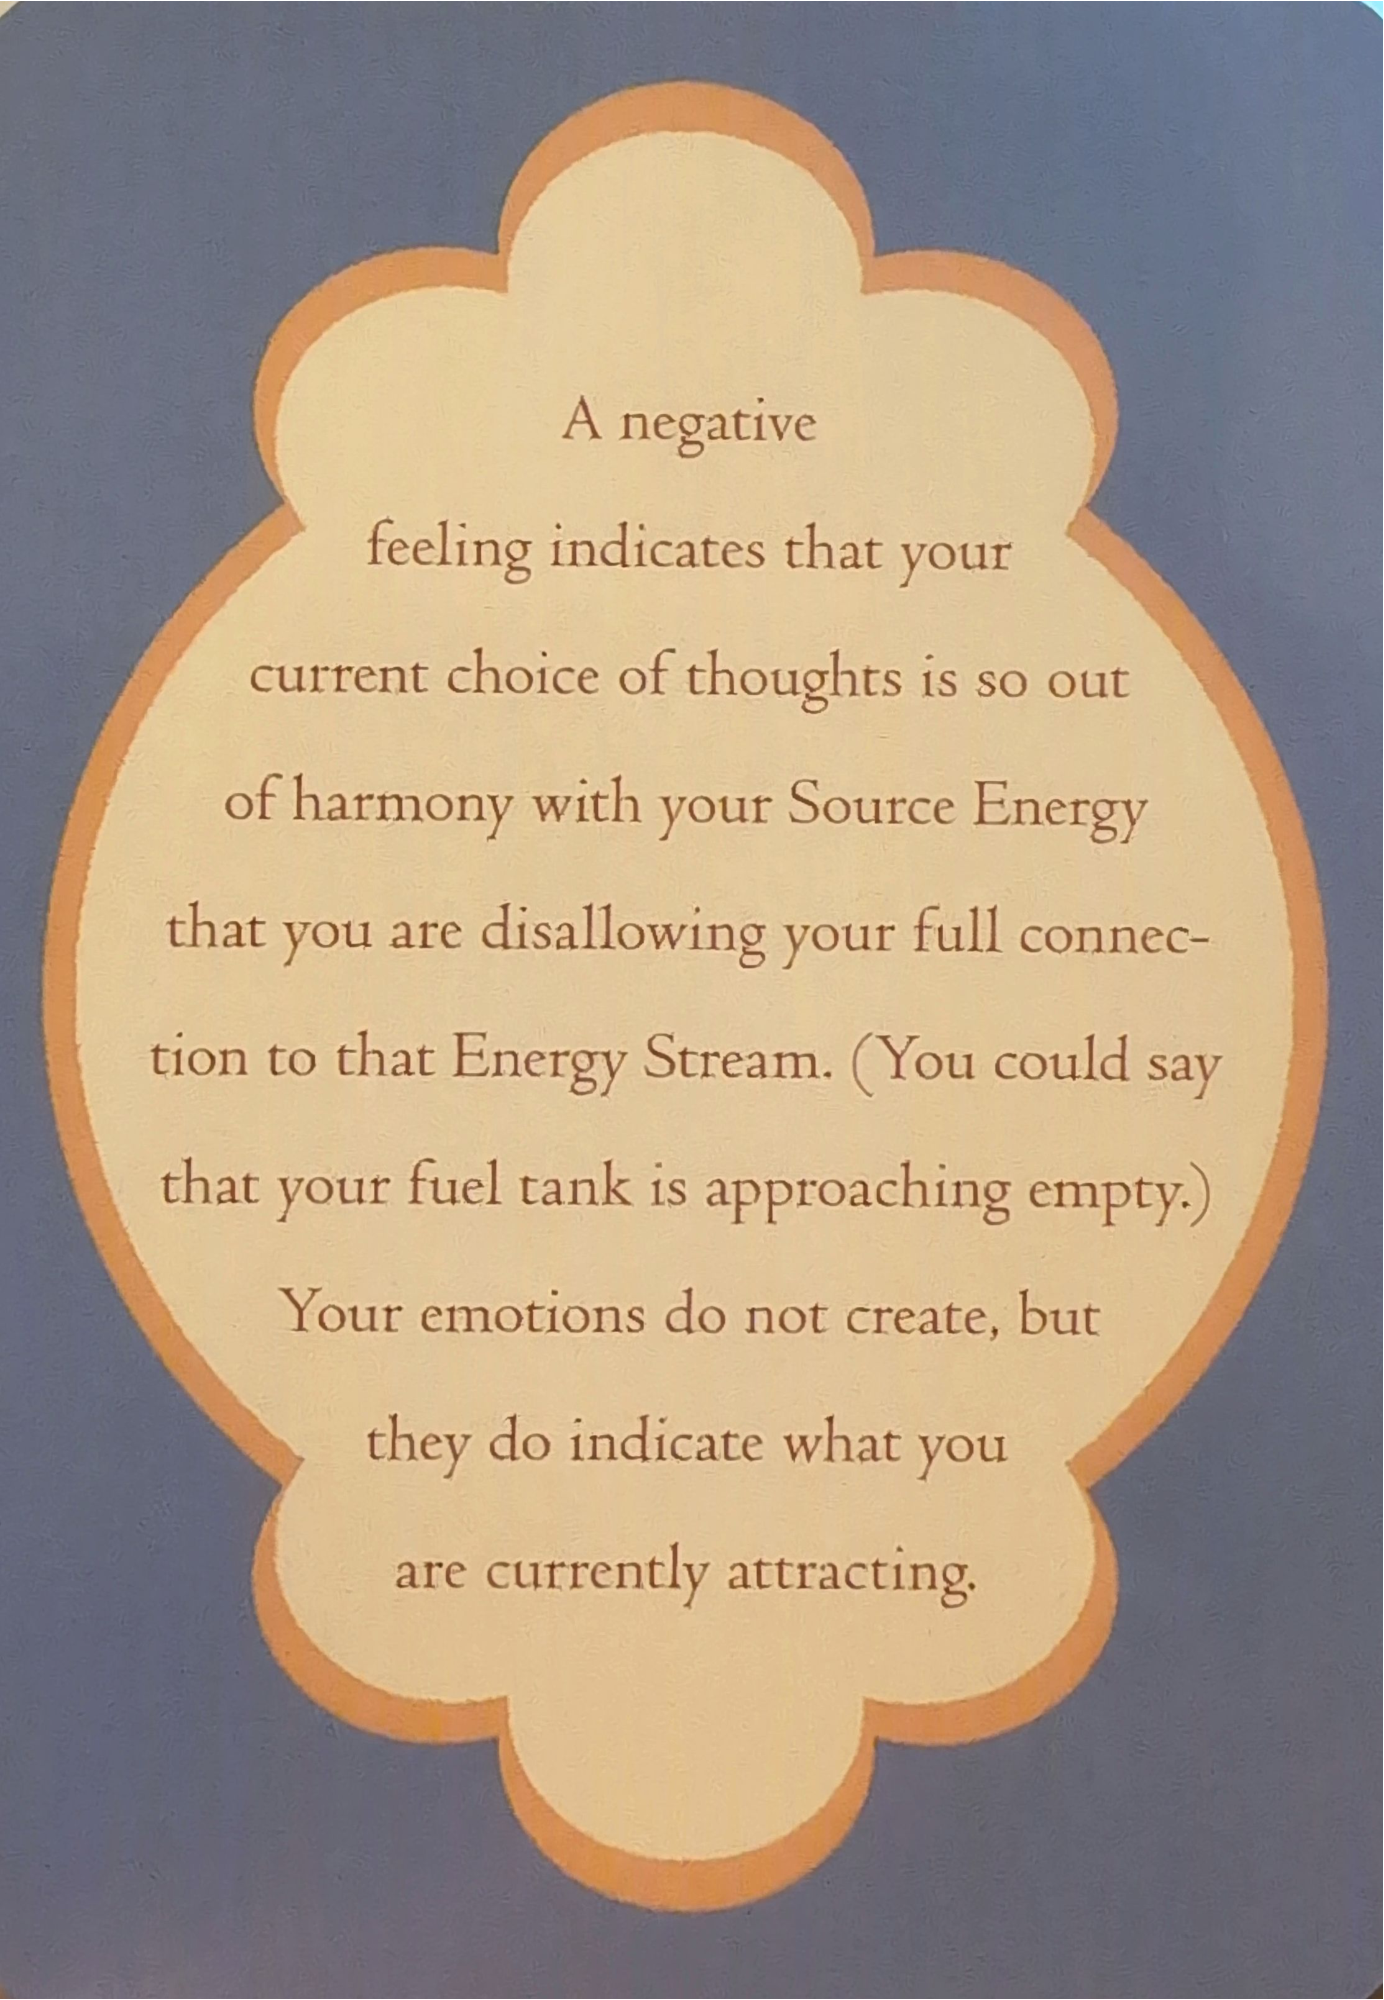 A negative
feeling indicates that your
current choice of thoughts is so out
of harmony with your Source Energy
that you are disallowing your full connec-
tion to that Energy Stream. (You could say
that your fuel tank is approaching empty.)
Your emotions do not create, but
they do indicate what you
are currently attracting.